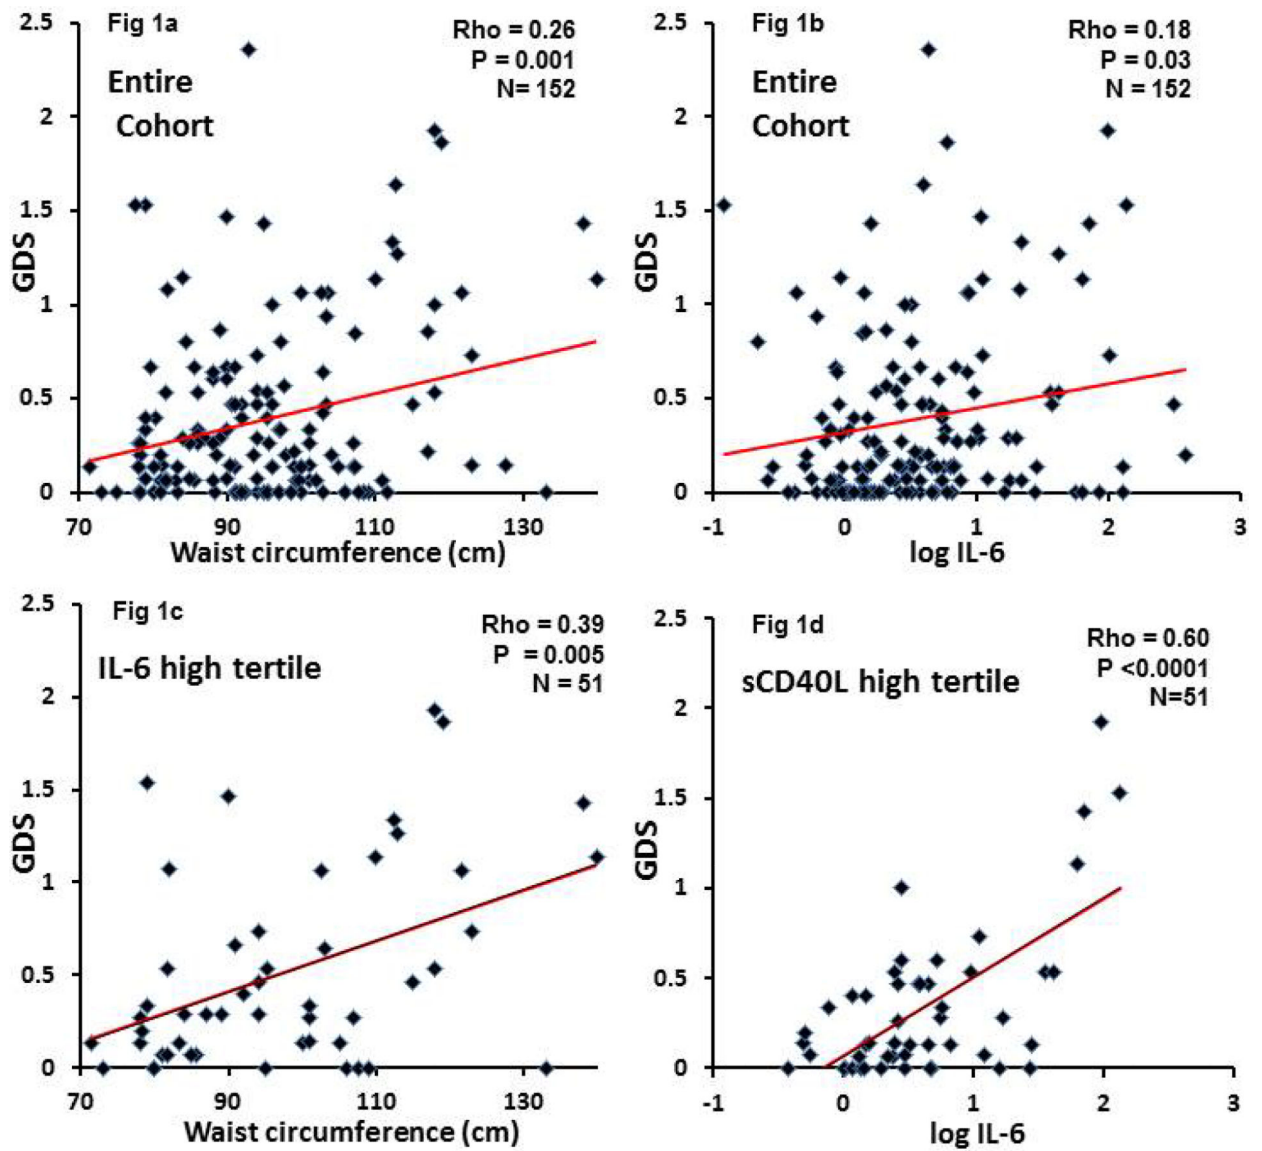 Fig 1a
Entire
Cohort
Rho = 0.26
P = 0.001
N= 152
2.5
2
1.5
1
0.5
0
GDS
70 90 110 130
Waist circumference (cm)
Fig 1b
Entire
Cohort
Rho = 0.18
P = 0.03
N = 152
2.5
2
1.5
1
0.5
0
GDS
-1 0 1 2 3
log IL-6
Fig 1c
IL-6 high tertile
Rho = 0.39
P = 0.005
N = 51
2.5
2
1.5
1
0.5
0
GDS
70 90 110 130
Waist circumference (cm)
Fig 1d
sCD40L high tertile
Rho = 0.60
P <0.0001
N=51
2.5
2
1.5
1
0.5
0
GDS
-1 0 1 2 3
log IL-6